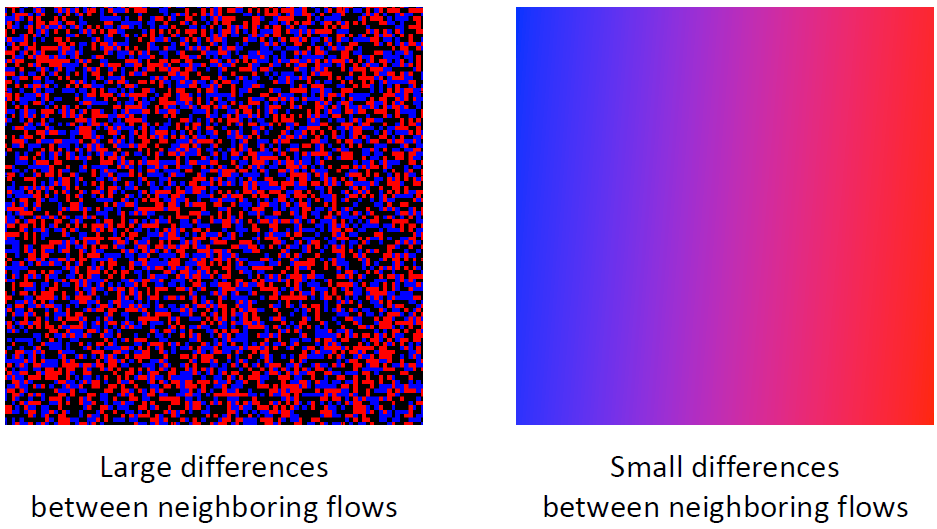 Large differences
between neighboring flows
Small differences
between neighboring flows